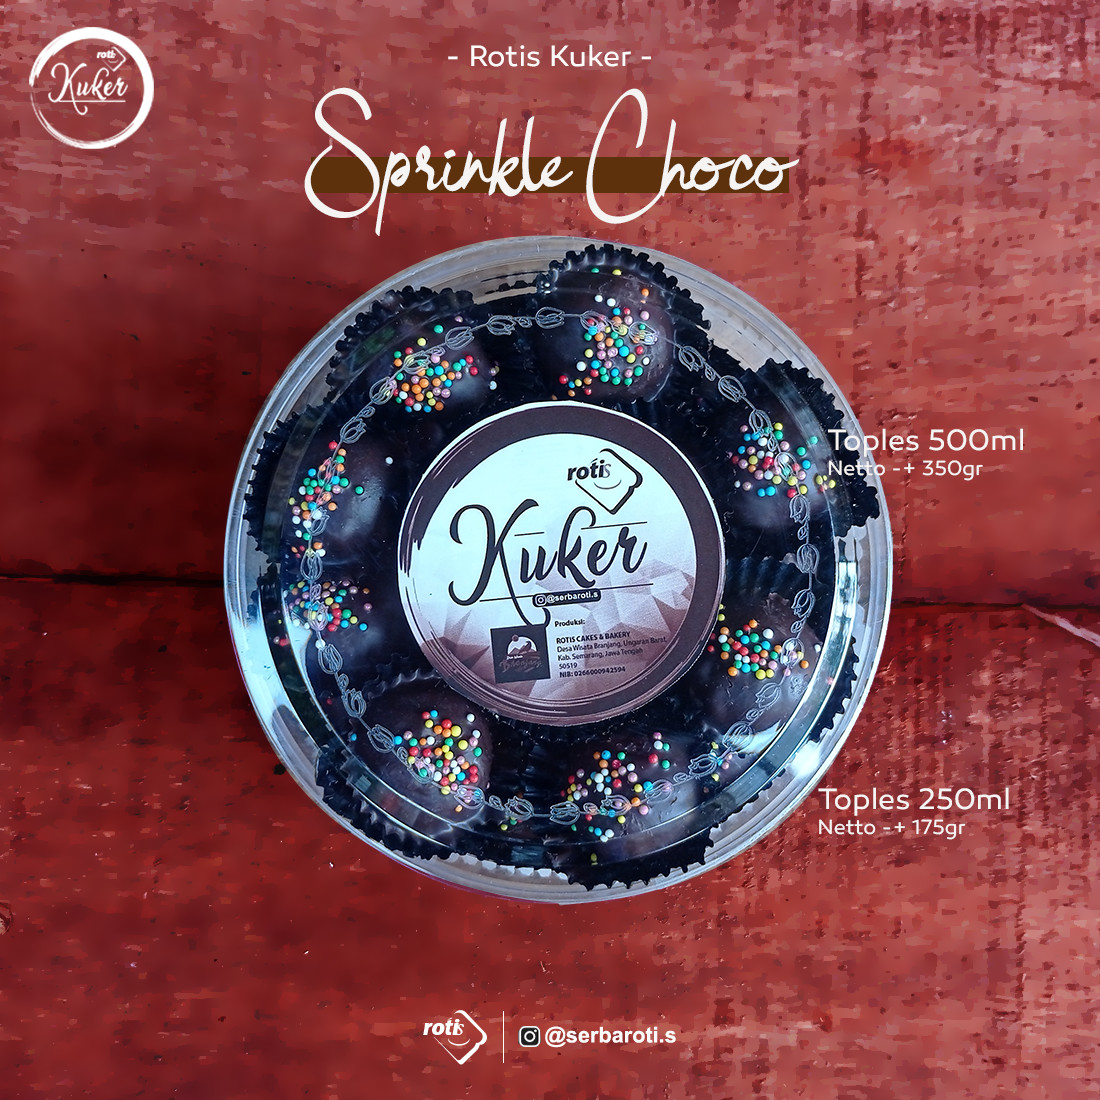 rotis
Kuker
- Rotis Kuker -
Sprinkle Choco
Toples 500ml
Netto -+ 350gr
rotis
Kuker
@serbaroti.s
Produksi:
ROTIS CAKES & BAKERY
Desa Wisata Branjang, Ungaran Barat,
Kab. Semarang, Jawa Tengah
50519
NIB: 0266000942594
Toples 250ml
Netto -+ 175gr
rotis
@serbaroti.s